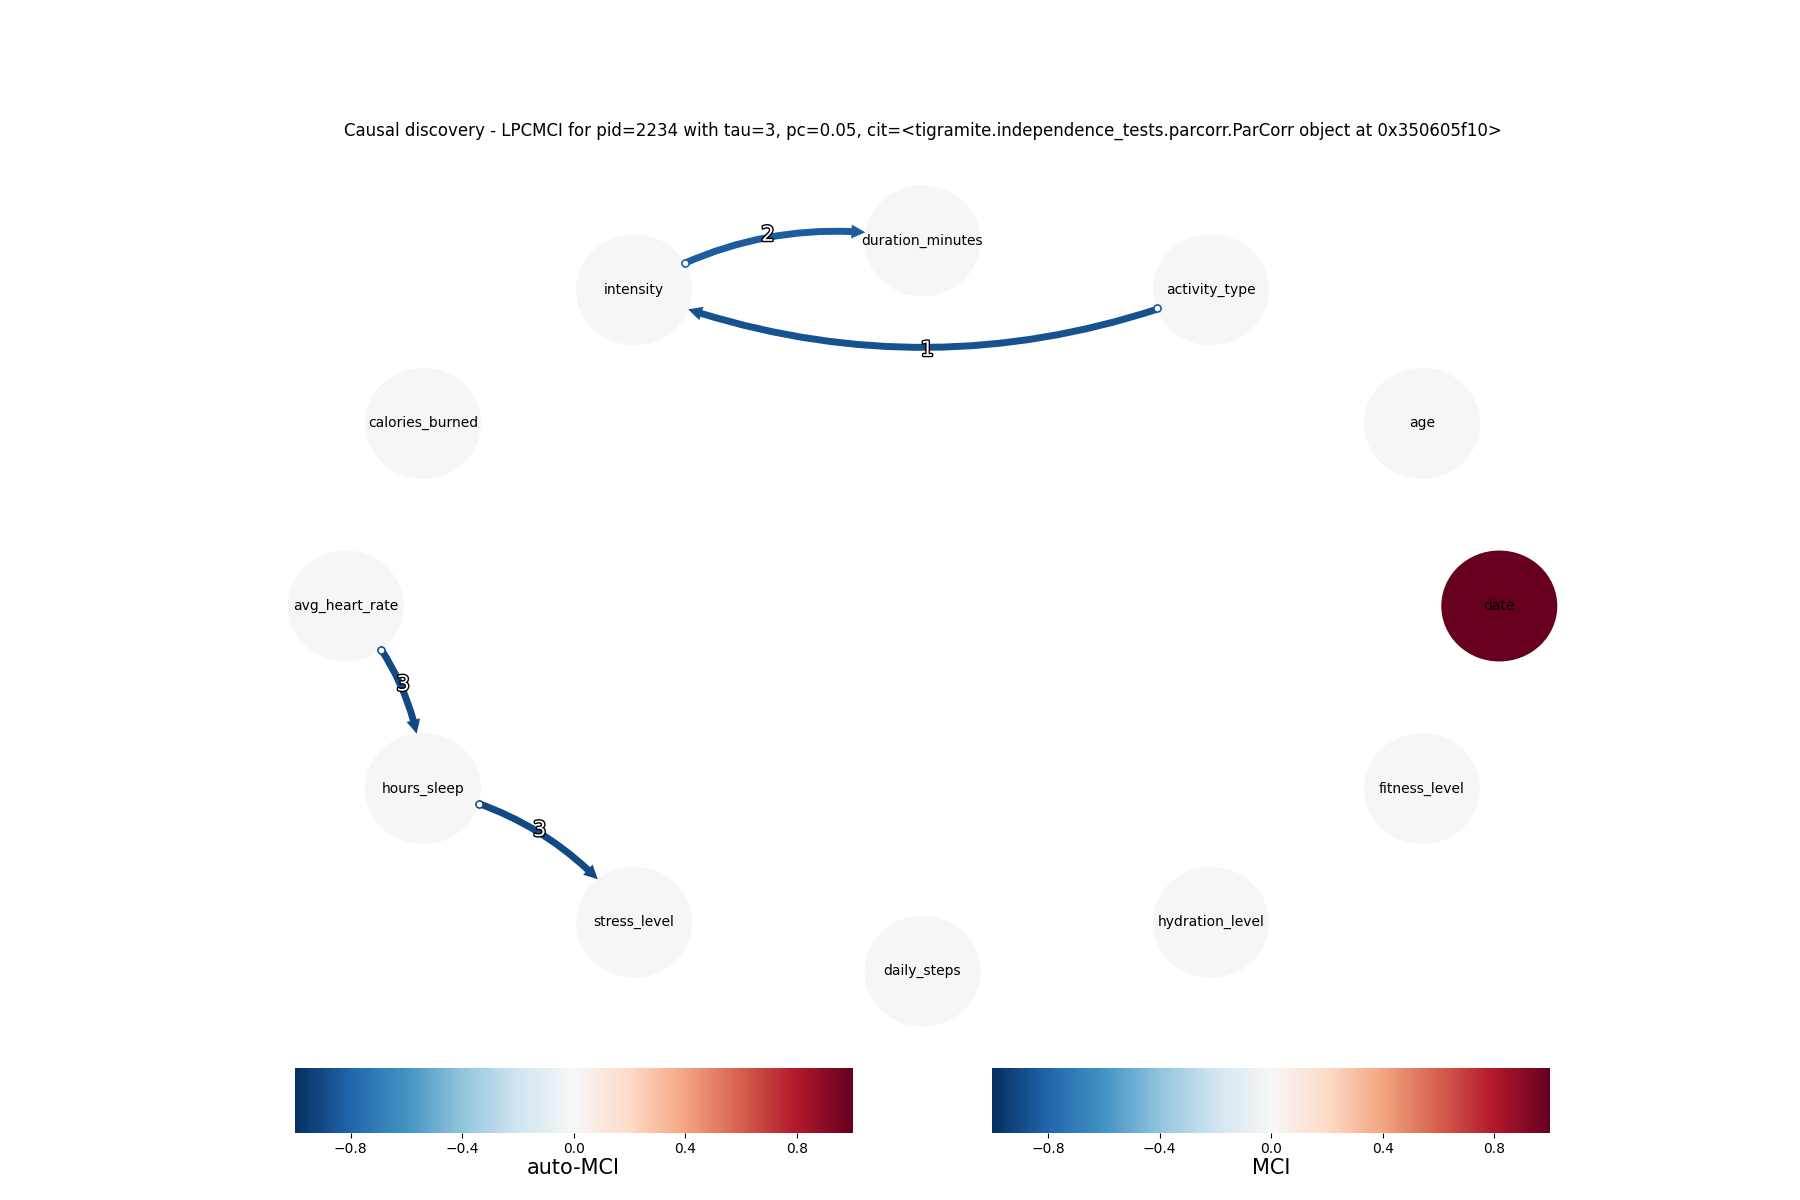 Causal discovery - LPCMCI for pid=2234 with tau=3, pc=0.05, cit=<tigramite.independence_tests.parcorr.ParCorr object at 0x350605f10>
2
duration_minutes
intensity
activity_type
1
calories_burned
age
avg_heart_rate
date
3
hours_sleep
fitness_level
3
stress_level
hydration_level
daily_steps
−0.8 −0.4 0.0 0.4 0.8
auto-MCI
−0.8 −0.4 0.0 0.4 0.8
MCI